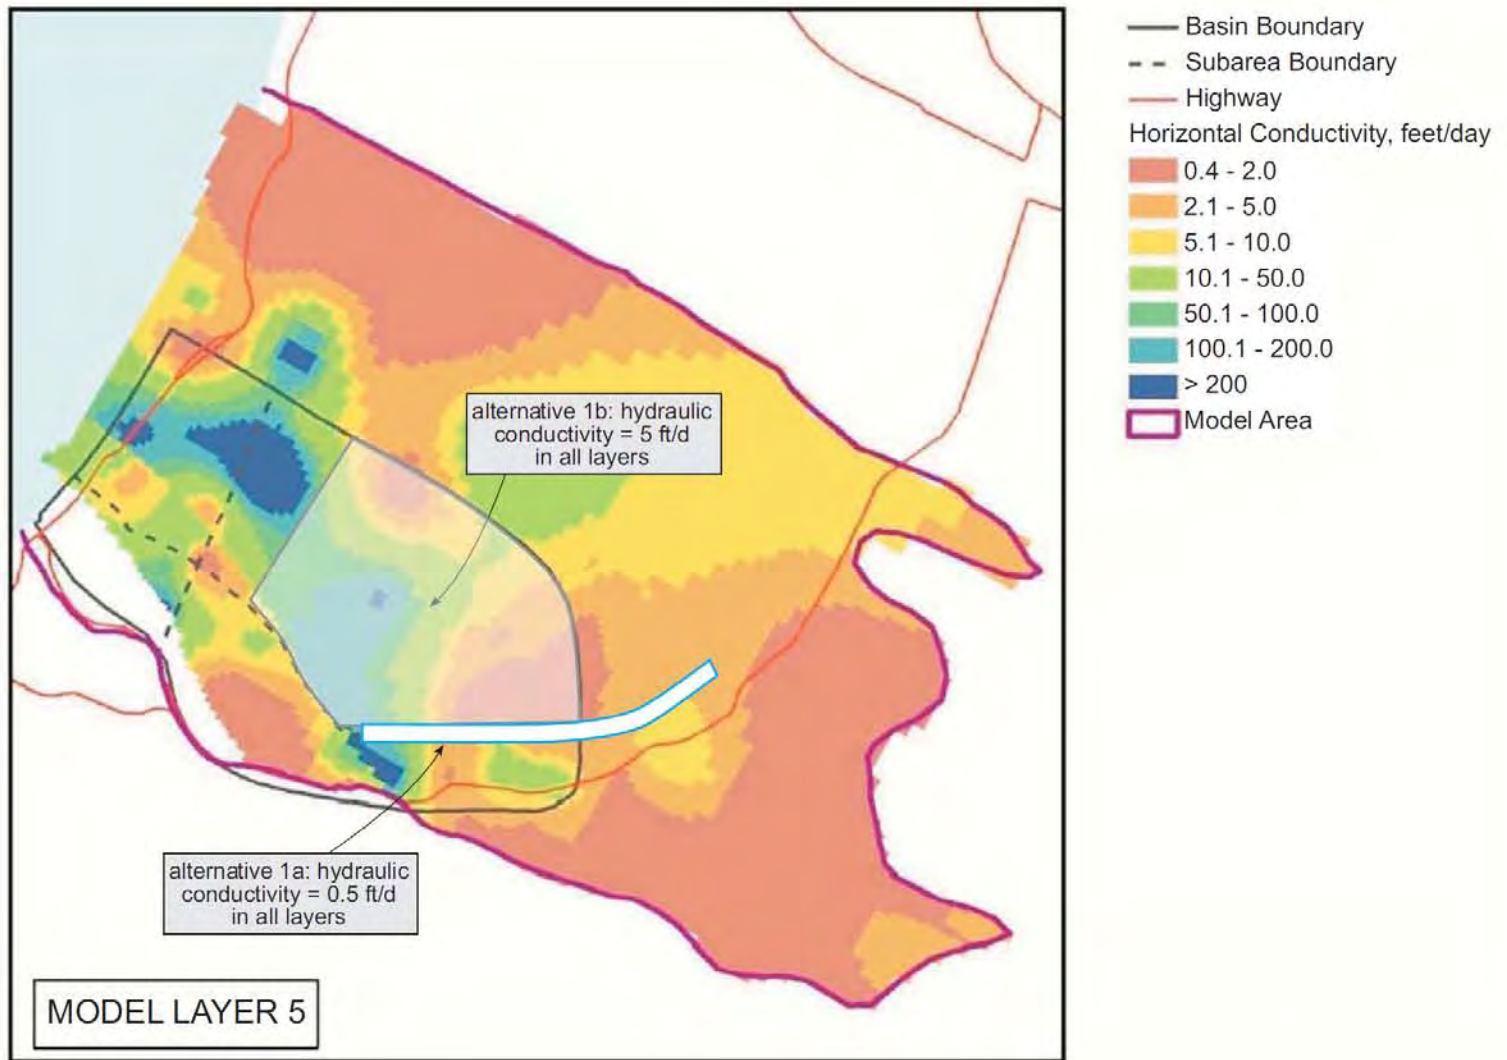 Basin Boundary
Subarea Boundary
Highway
Horizontal Conductivity, feet/day
0.4 - 2.0
2.1 - 5.0
5.1 - 10.0
10.1 - 50.0
50.1 - 100.0
100.1 - 200.0
> 200
Model Area
alternative 1b: hydraulic
conductivity = 5 ft/d
in all layers
alternative 1a: hydraulic
conductivity = 0.5 ft/d
in all layers
MODEL LAYER 5